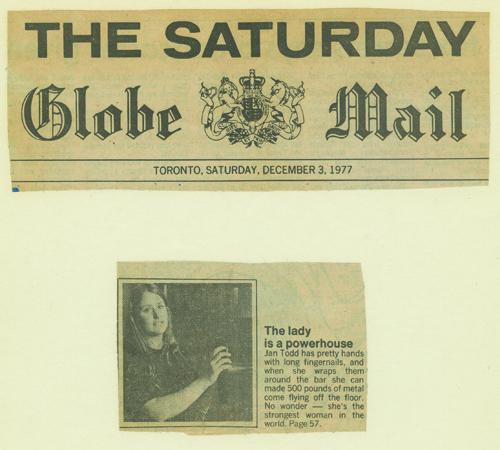 THE SATURDAY
Globe Mail
TORONTO, SATURDAY, DECEMBER 3, 1977
The lady
is a powerhouse
Jan Todd has pretty hands
with long fingernails, and
when she wraps them
around the bar she can
made 500 pounds of metal
come flying off the floor.
No wonder — she's the
strongest woman in the
world. Page 57.